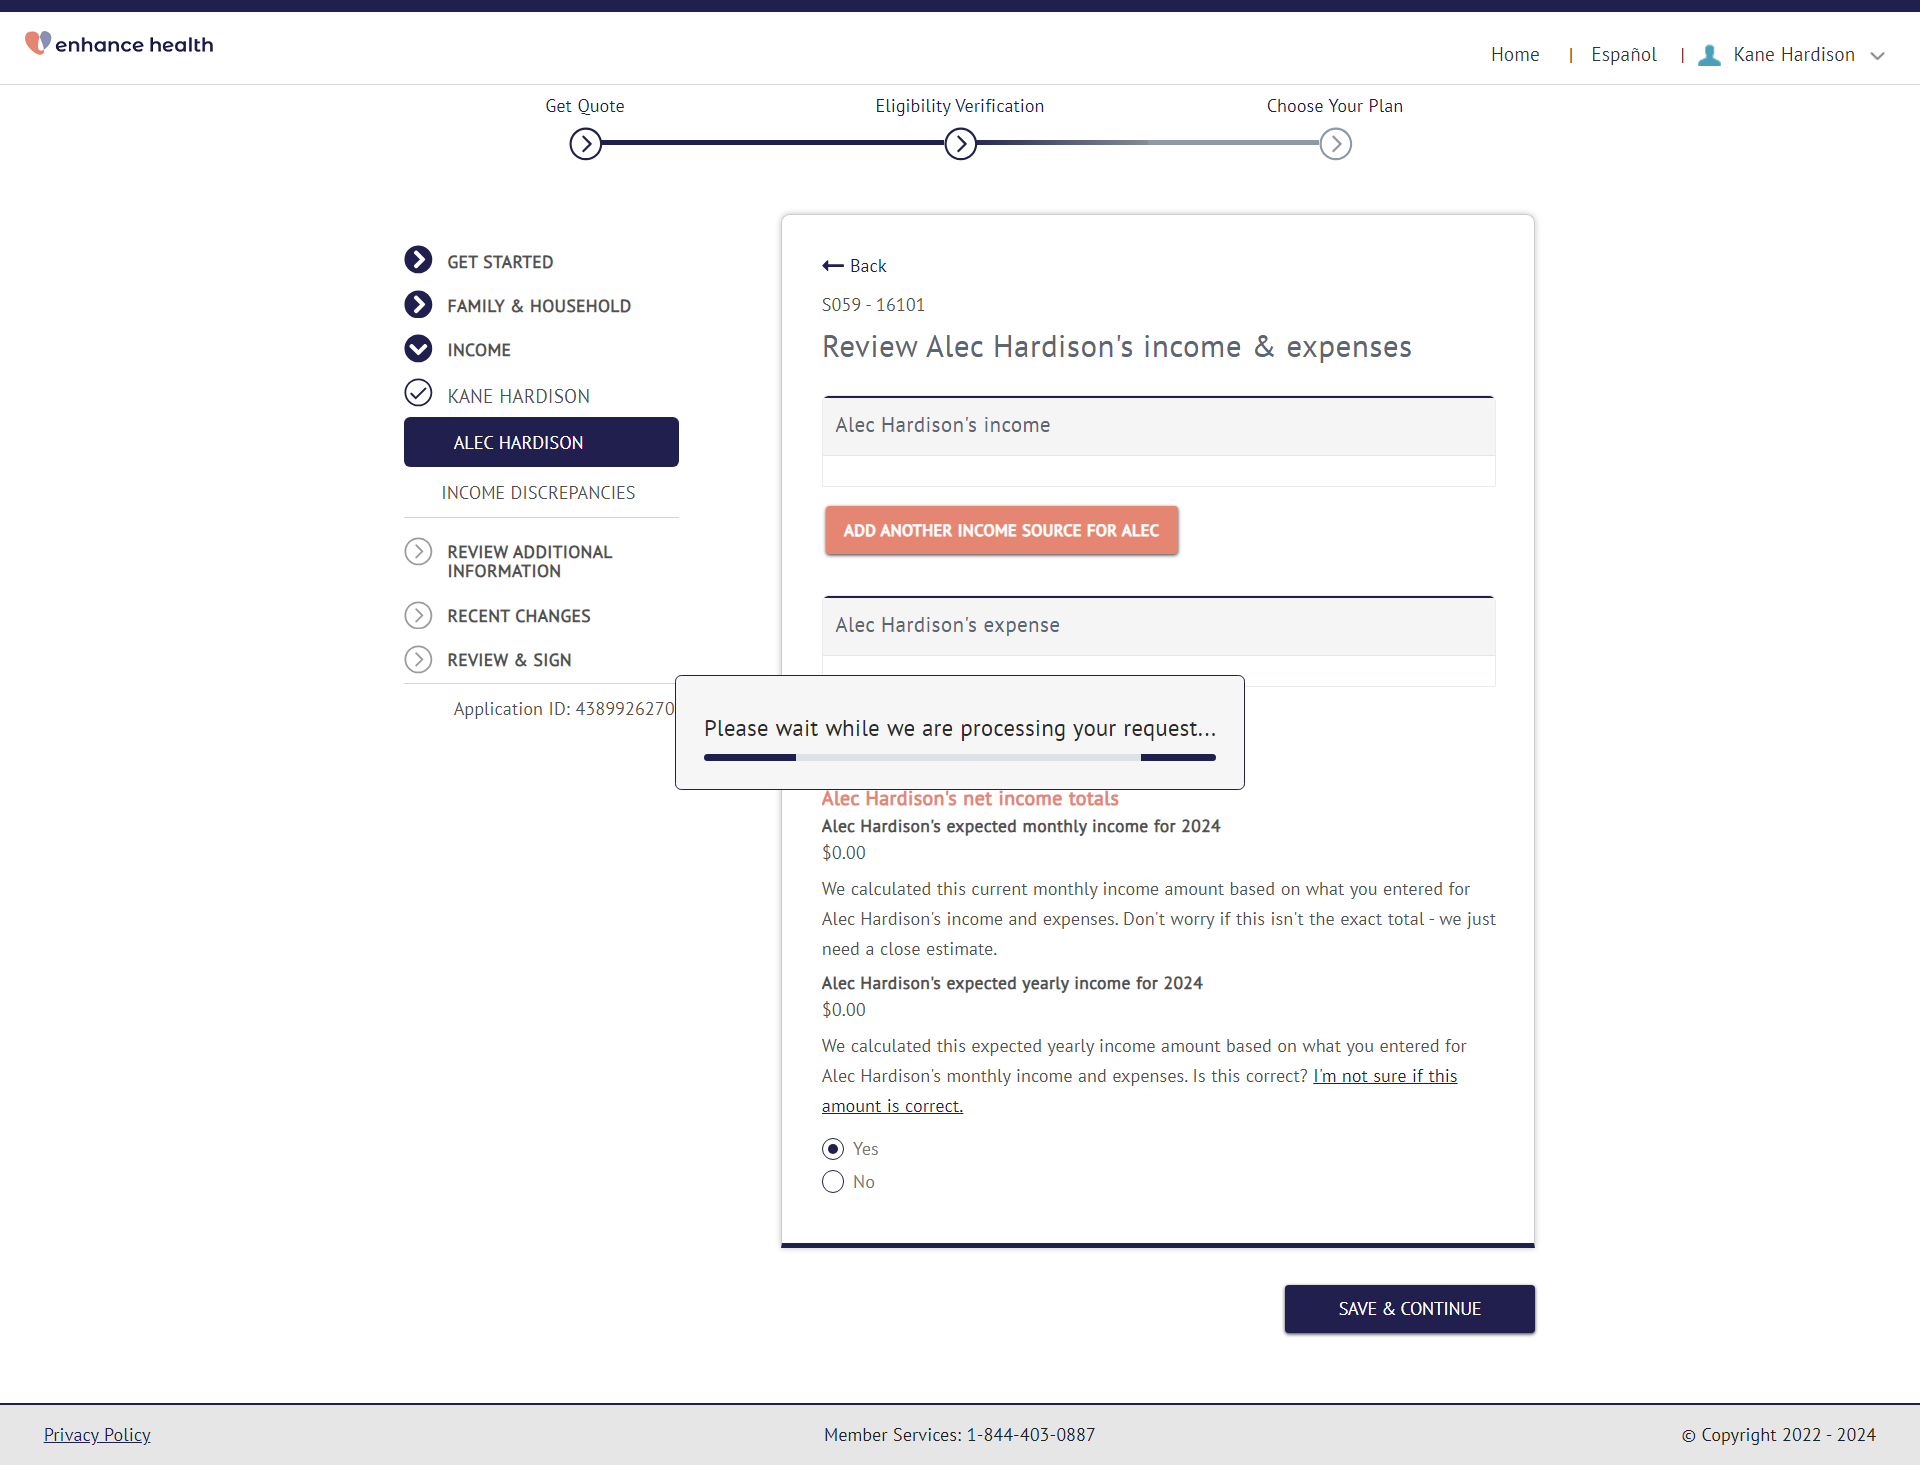 enhance health
Home | Español | Kane Hardison
Get Quote
Eligibility Verification
Choose Your Plan
GET STARTED
FAMILY & HOUSEHOLD
INCOME
KANE HARDISON
ALEC HARDISON
INCOME DISCREPANCIES
REVIEW ADDITIONAL
INFORMATION
RECENT CHANGES
REVIEW & SIGN
Application ID: 4389926270
Back
S059 - 16101
Review Alec Hardison's income & expenses
Alec Hardison's income
ADD ANOTHER INCOME SOURCE FOR ALEC
Alec Hardison's expense
Please wait while we are processing your request...
Alec Hardison's net income totals
Alec Hardison's expected monthly income for 2024
$0.00
We calculated this current monthly income amount based on what you entered for
Alec Hardison's income and expenses. Don't worry if this isn't the exact total - we just
need a close estimate.
Alec Hardison's expected yearly income for 2024
$0.00
We calculated this expected yearly income amount based on what you entered for
Alec Hardison's monthly income and expenses. Is this correct? I'm not sure if this
amount is correct.
Yes
No
SAVE & CONTINUE
Privacy Policy
Member Services: 1-844-403-0887
© Copyright 2022 - 2024